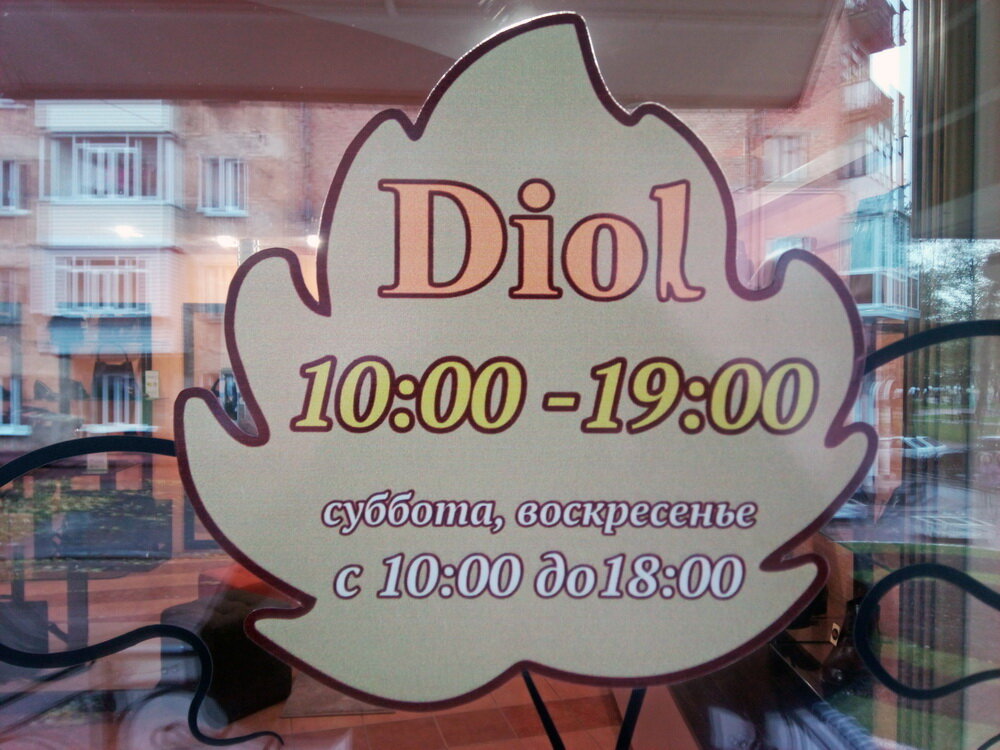 Diol
10:00 -19:00
суббота, воскресенье
с 10:00 до18:00